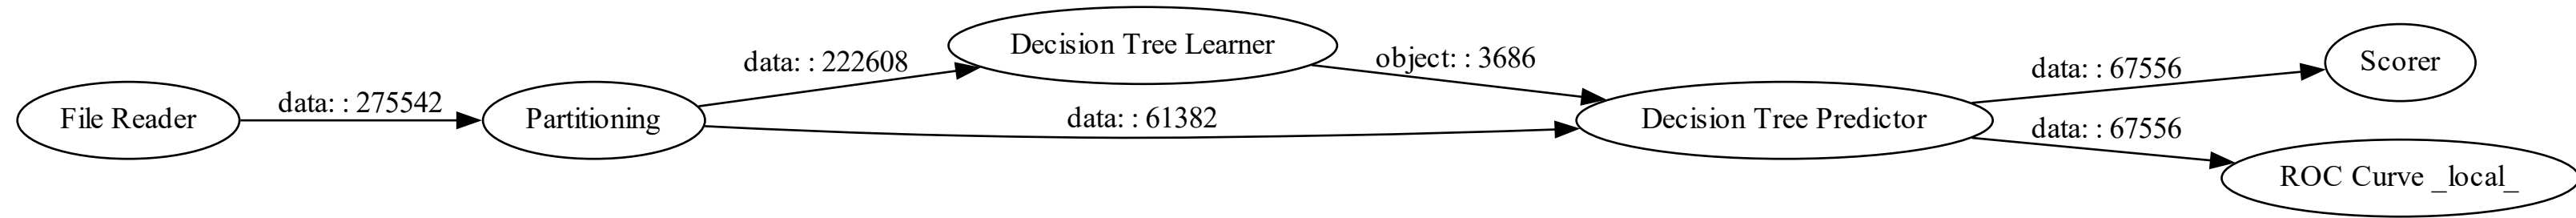 File Reader
data: : 275542
Partitioning
data: : 222608
data: : 61382
Decision Tree Learner
object: : 3686
Decision Tree Predictor
data: : 67556
data: : 67556
Scorer
ROC Curve _local_